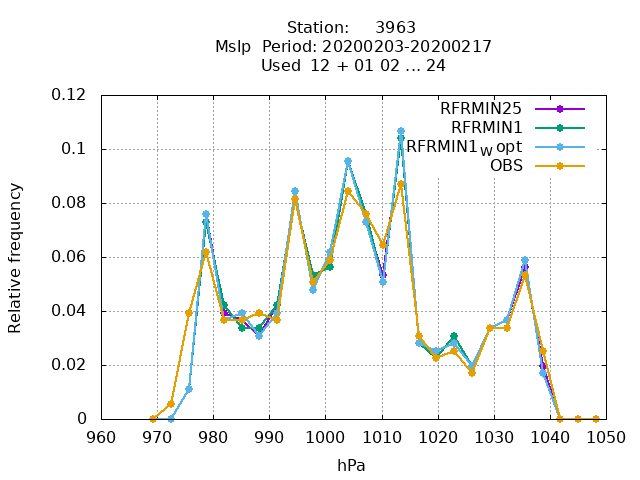 Station: 3963
Mslp Period: 20200203-20200217
Used 12 + 01 02 ... 24
RFRMIN25
RFRMIN1
RFRMIN1w opt
OBS
Relative frequency
0.12
0.1
0.08
0.06
0.04
0.02
0
960 970 980 990 1000 1010 1020 1030 1040 1050
hPa